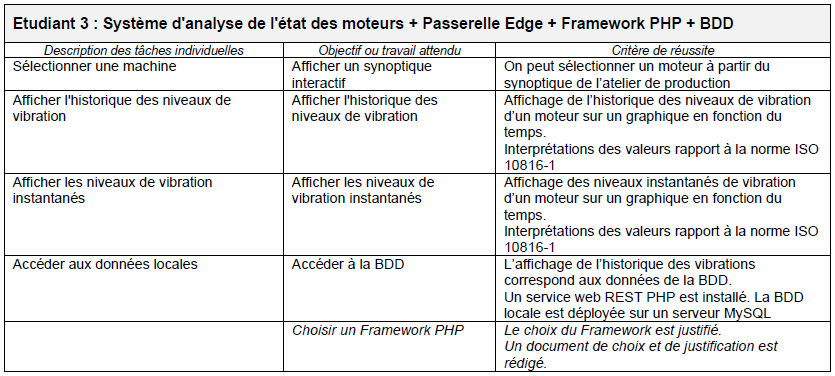 Etudiant 3 : Système d'analyse de l'état des moteurs + Passerelle Edge + Framework PHP + BDD
Description des tâches individuelles
Objectif ou travail attendu
Critère de réussite
Sélectionner une machine
Afficher un synoptique
interactif
On peut sélectionner un moteur à partir du
synoptique de l'atelier de production
Afficher l'historique des niveaux de
vibration
Afficher l'historique des
niveaux de vibration
Affichage de l'historique des niveaux de vibration
d'un moteur sur un graphique en fonction du
temps.
Interprétations des valeurs rapport à la norme ISO
10816-1
Afficher les niveaux de vibration
instantanés
Afficher les niveaux de
vibration instantanés
Affichage des niveaux instantanés de vibration
d'un moteur sur un graphique en fonction du
temps.
Interprétations des valeurs rapport à la norme ISO
10816-1
Accéder aux données locales
Accéder à la BDD
L'affichage de l'historique des vibrations
correspond aux données de la BDD.
Un service web REST PHP est installé. La BDD
locale est déployée sur un serveur MySQL
Choisir un Framework PHP
Le choix du Framework est justifié.
Un document de choix et de justification est
rédigé.